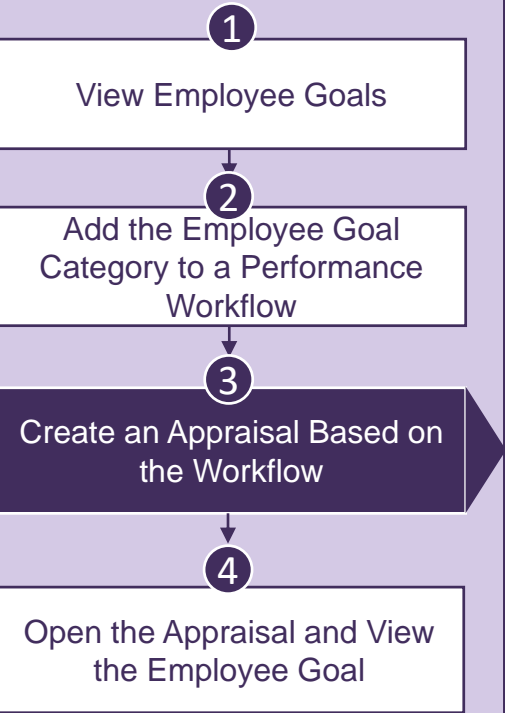 1
View Employee Goals
2
Add the Employee Goal
Category to a Performance
Workflow
3
Create an Appraisal Based on
the Workflow
4
Open the Appraisal and View
the Employee Goal